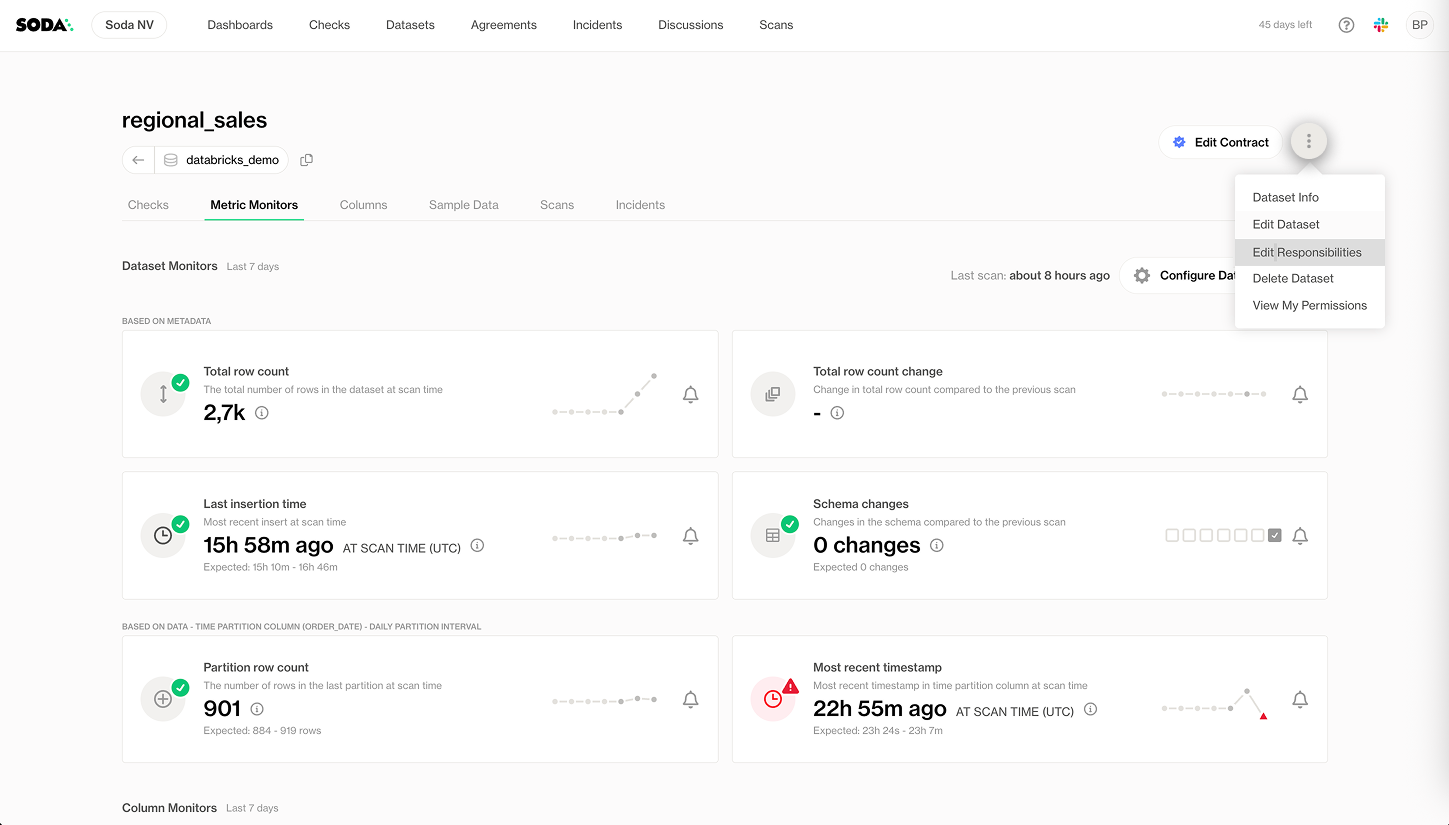 SODA Soda NV Dashboards Checks Datasets Agreements Incidents Discussions Scans 45 days left ? BP
regional_sales
Edit Contract
databricks_demo
Dataset Info
Edit Dataset
Edit Responsibilities
Delete Dataset
View My Permissions
Checks Metric Monitors Columns Sample Data Scans Incidents
Dataset Monitors Last 7 days
Last scan: about 8 hours ago Configure Dat
BASED ON METADATA
Total row count
The total number of rows in the dataset at scan time
2,7k
Total row count change
Change in total row count compared to the previous scan
-
Last insertion time
Most recent insert at scan time
15h 58m ago AT SCAN TIME (UTC)
Expected: 15h 10m - 16h 46m
Schema changes
Changes in the schema compared to the previous scan
0 changes
Expected 0 changes
BASED ON DATA - TIME PARTITION COLUMN (ORDER_DATE) - DAILY PARTITION INTERVAL
Partition row count
The number of rows in the last partition at scan time
901
Expected: 884 - 919 rows
Most recent timestamp
Most recent timestamp in time partition column at scan time
22h 55m ago AT SCAN TIME (UTC)
Expected: 23h 24s - 23h 7m
Column Monitors Last 7 days